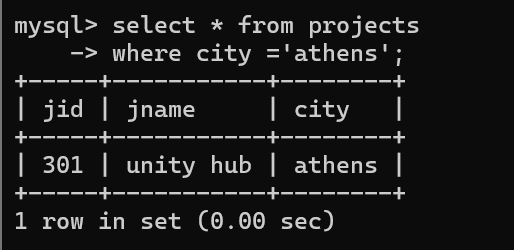 mysql> select * from projects
    -> where city ='athens';
+-----+-----------+--------+
| jid | jname     | city   |
+-----+-----------+--------+
| 301 | unity hub | athens |
+-----+-----------+--------+
1 row in set (0.00 sec)